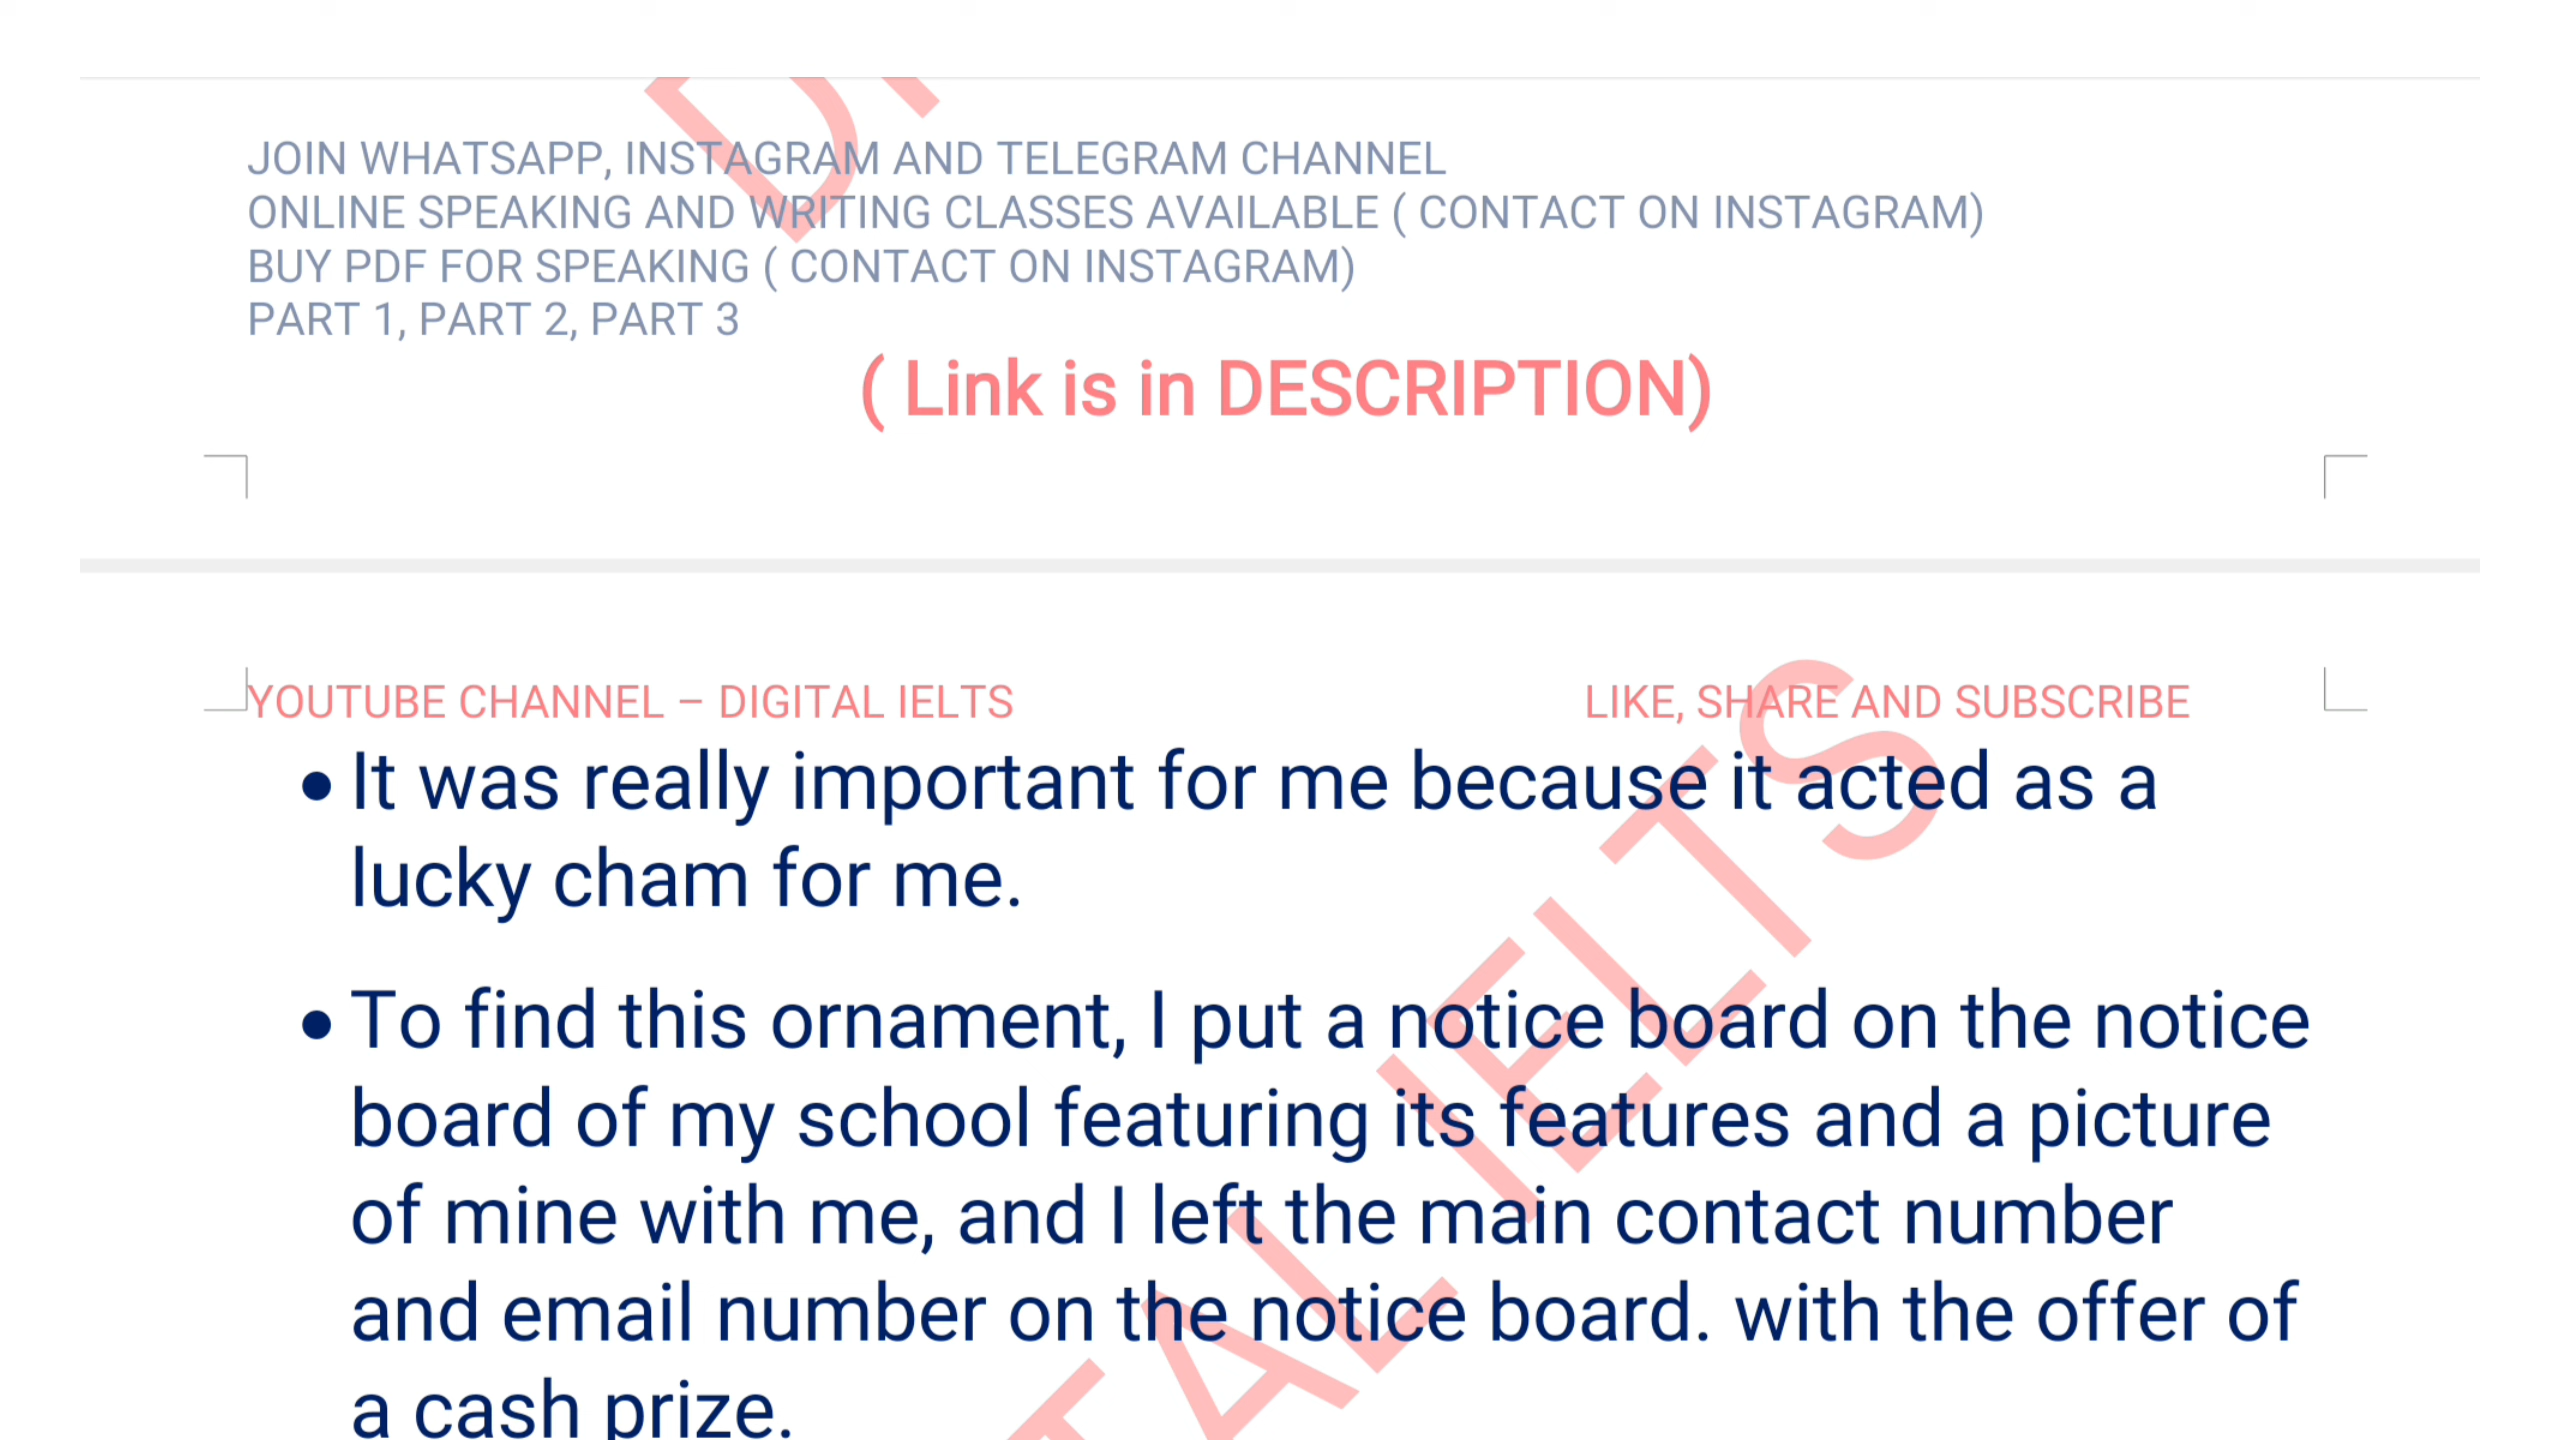 JOIN WHATSAPP, INSTAGRAM AND TELEGRAM CHANNEL
ONLINE SPEAKING AND WRITING CLASSES AVAILABLE ( CONTACT ON INSTAGRAM)
BUY PDF FOR SPEAKING ( CONTACT ON INSTAGRAM)
PART 1, PART 2, PART 3
( Link is in DESCRIPTION)
YOUTUBE CHANNEL – DIGITAL IELTS LIKE, SHARE AND SUBSCRIBE
• It was really important for me because it acted as a
lucky cham for me.
• To find this ornament, I put a notice board on the notice
board of my school featuring its features and a picture
of mine with me, and I left the main contact number
and email number on the notice board. with the offer of
a cash prize.
TAL IELTS